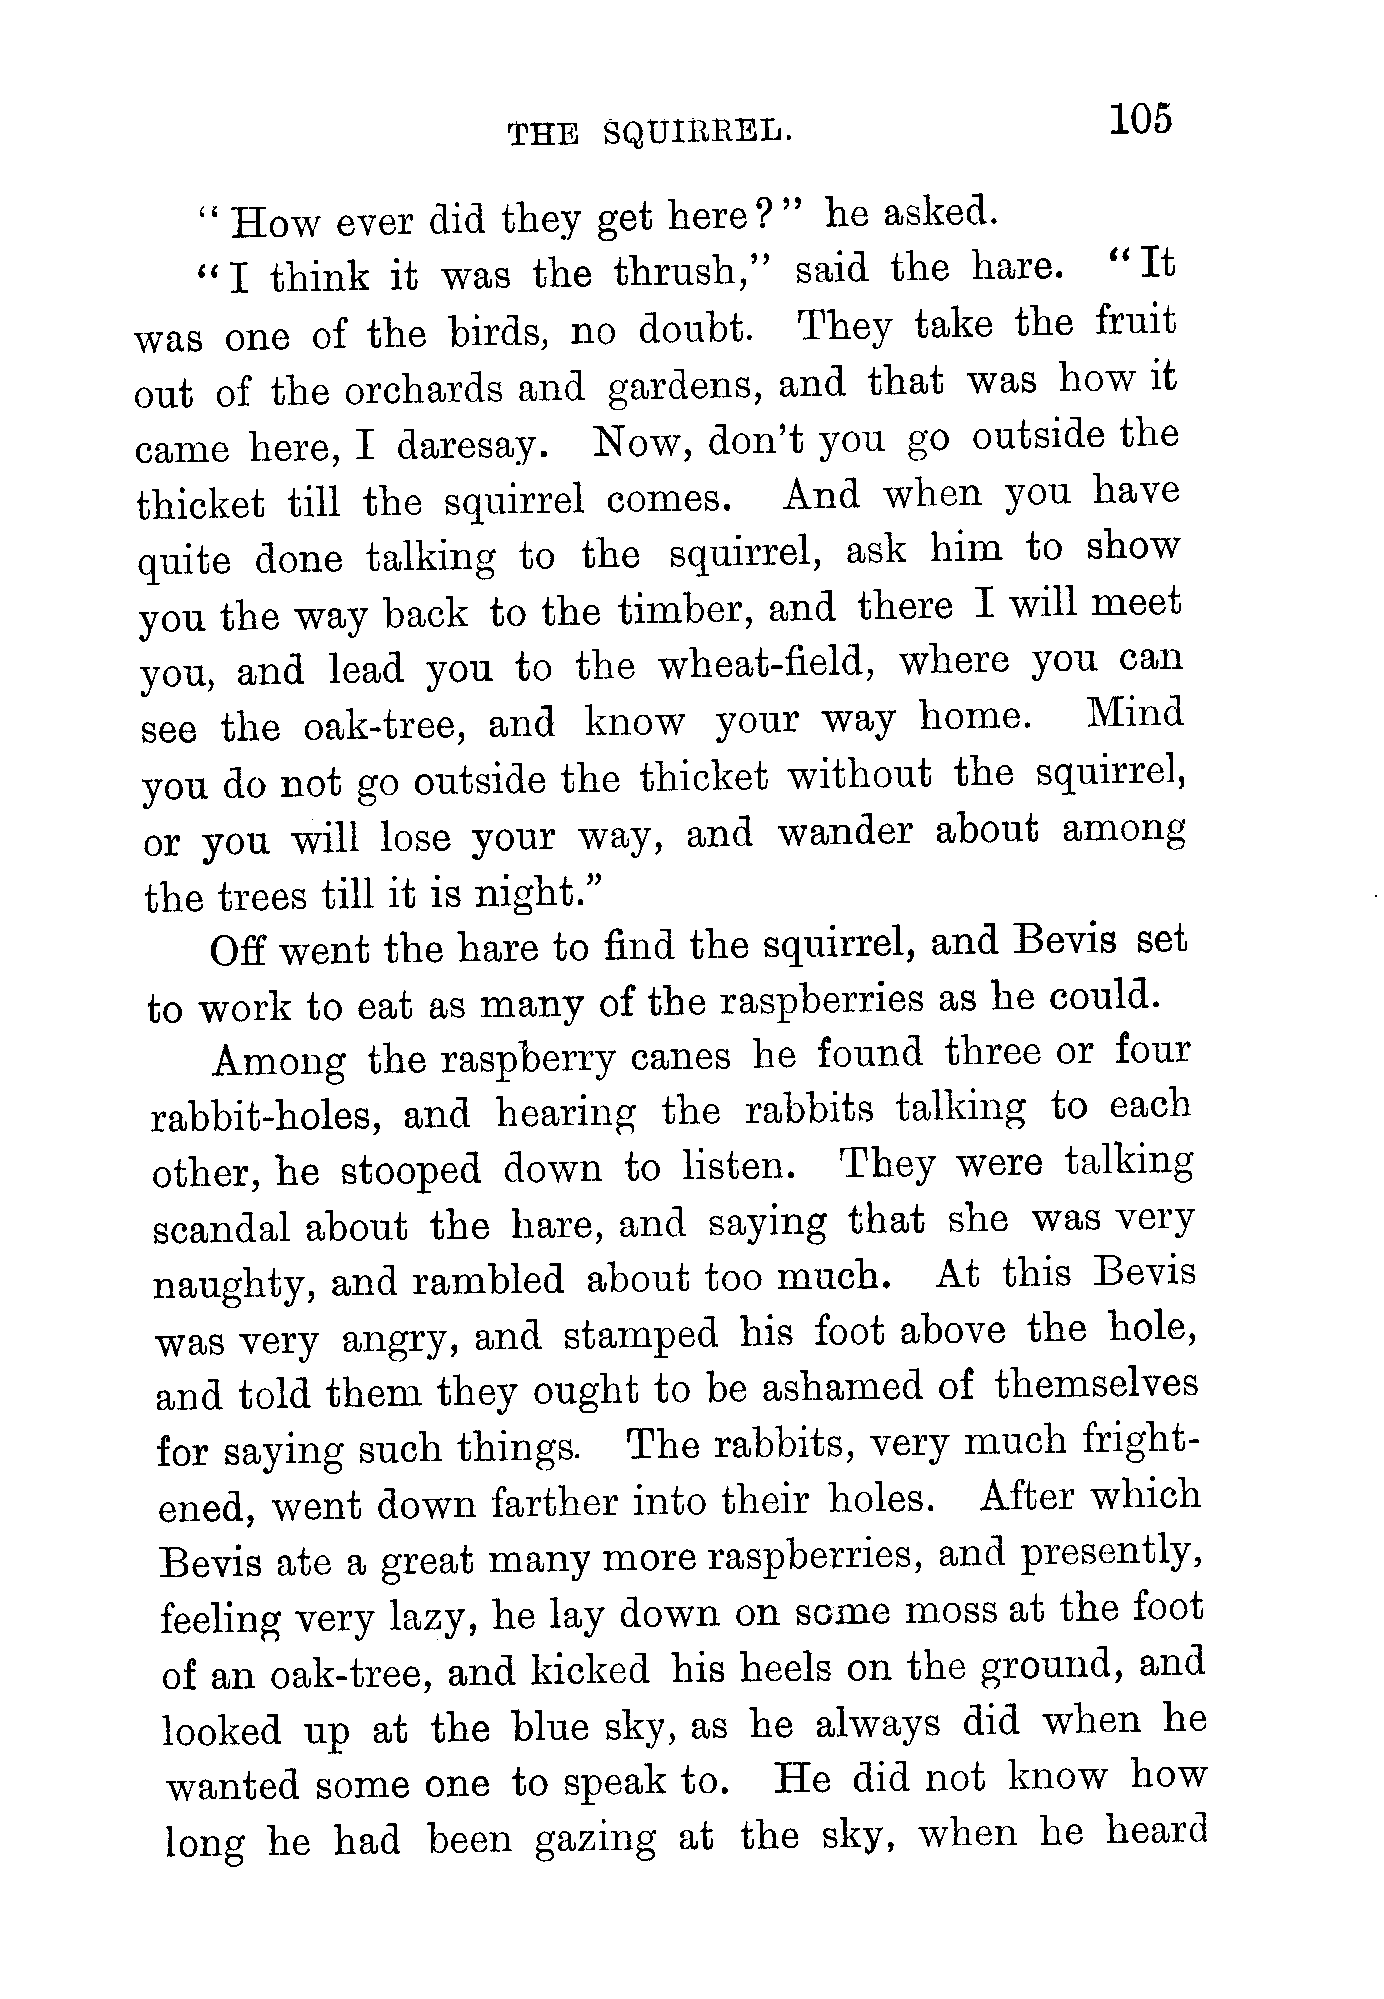 THE SQUIRREL. 105
"How ever did they get here?" he asked.
"I think it was the thrush," said the hare. "It
was one of the birds, no doubt. They take the fruit
out of the orchards and gardens, and that was how it
came here, I daresay. Now, don't you go outside the
thicket till the squirrel comes. And when you have
quite done talking to the squirrel, ask him to show
you the way back to the timber, and there I will meet
you, and lead you to the wheat-field, where you can
see the oak-tree, and know your way home. Mind
you do not go outside the thicket without the squirrel,
or you will lose your way, and wander about among
the trees till it is night."
Off went the hare to find the squirrel, and Bevis set
to work to eat as many of the raspberries as he could.
Among the raspberry canes he found three or four
rabbit-holes, and hearing the rabbits talking to each
other, he stooped down to listen. They were talking
scandal about the hare, and saying that she was very
naughty, and rambled about too much. At this Bevis
was very angry, and stamped his foot above the hole,
and told them they ought to be ashamed of themselves
for saying such things. The rabbits, very much fright-
ened, went down farther into their holes. After which
Bevis ate a great many more raspberries, and presently,
feeling very lazy, he lay down on some moss at the foot
of an oak-tree, and kicked his heels on the ground, and
looked up at the blue sky, as he always did when he
wanted some one to speak to. He did not know how
long he had been gazing at the sky, when he heard